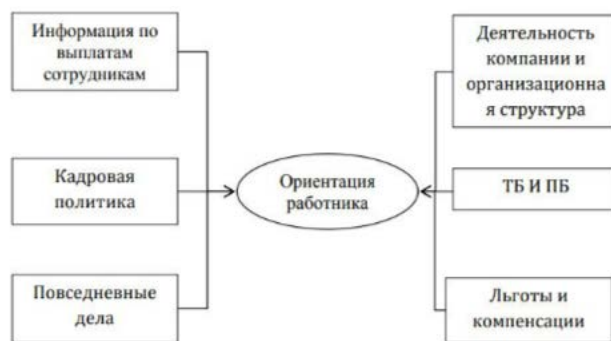 Информация по
выплатам
сотрудникам
Кадровая
политика
Повседневные
дела
Ориентация
работника
Деятельность
компании и
организационна
я структура
ТБ И ПБ
Льготы и
компенсации